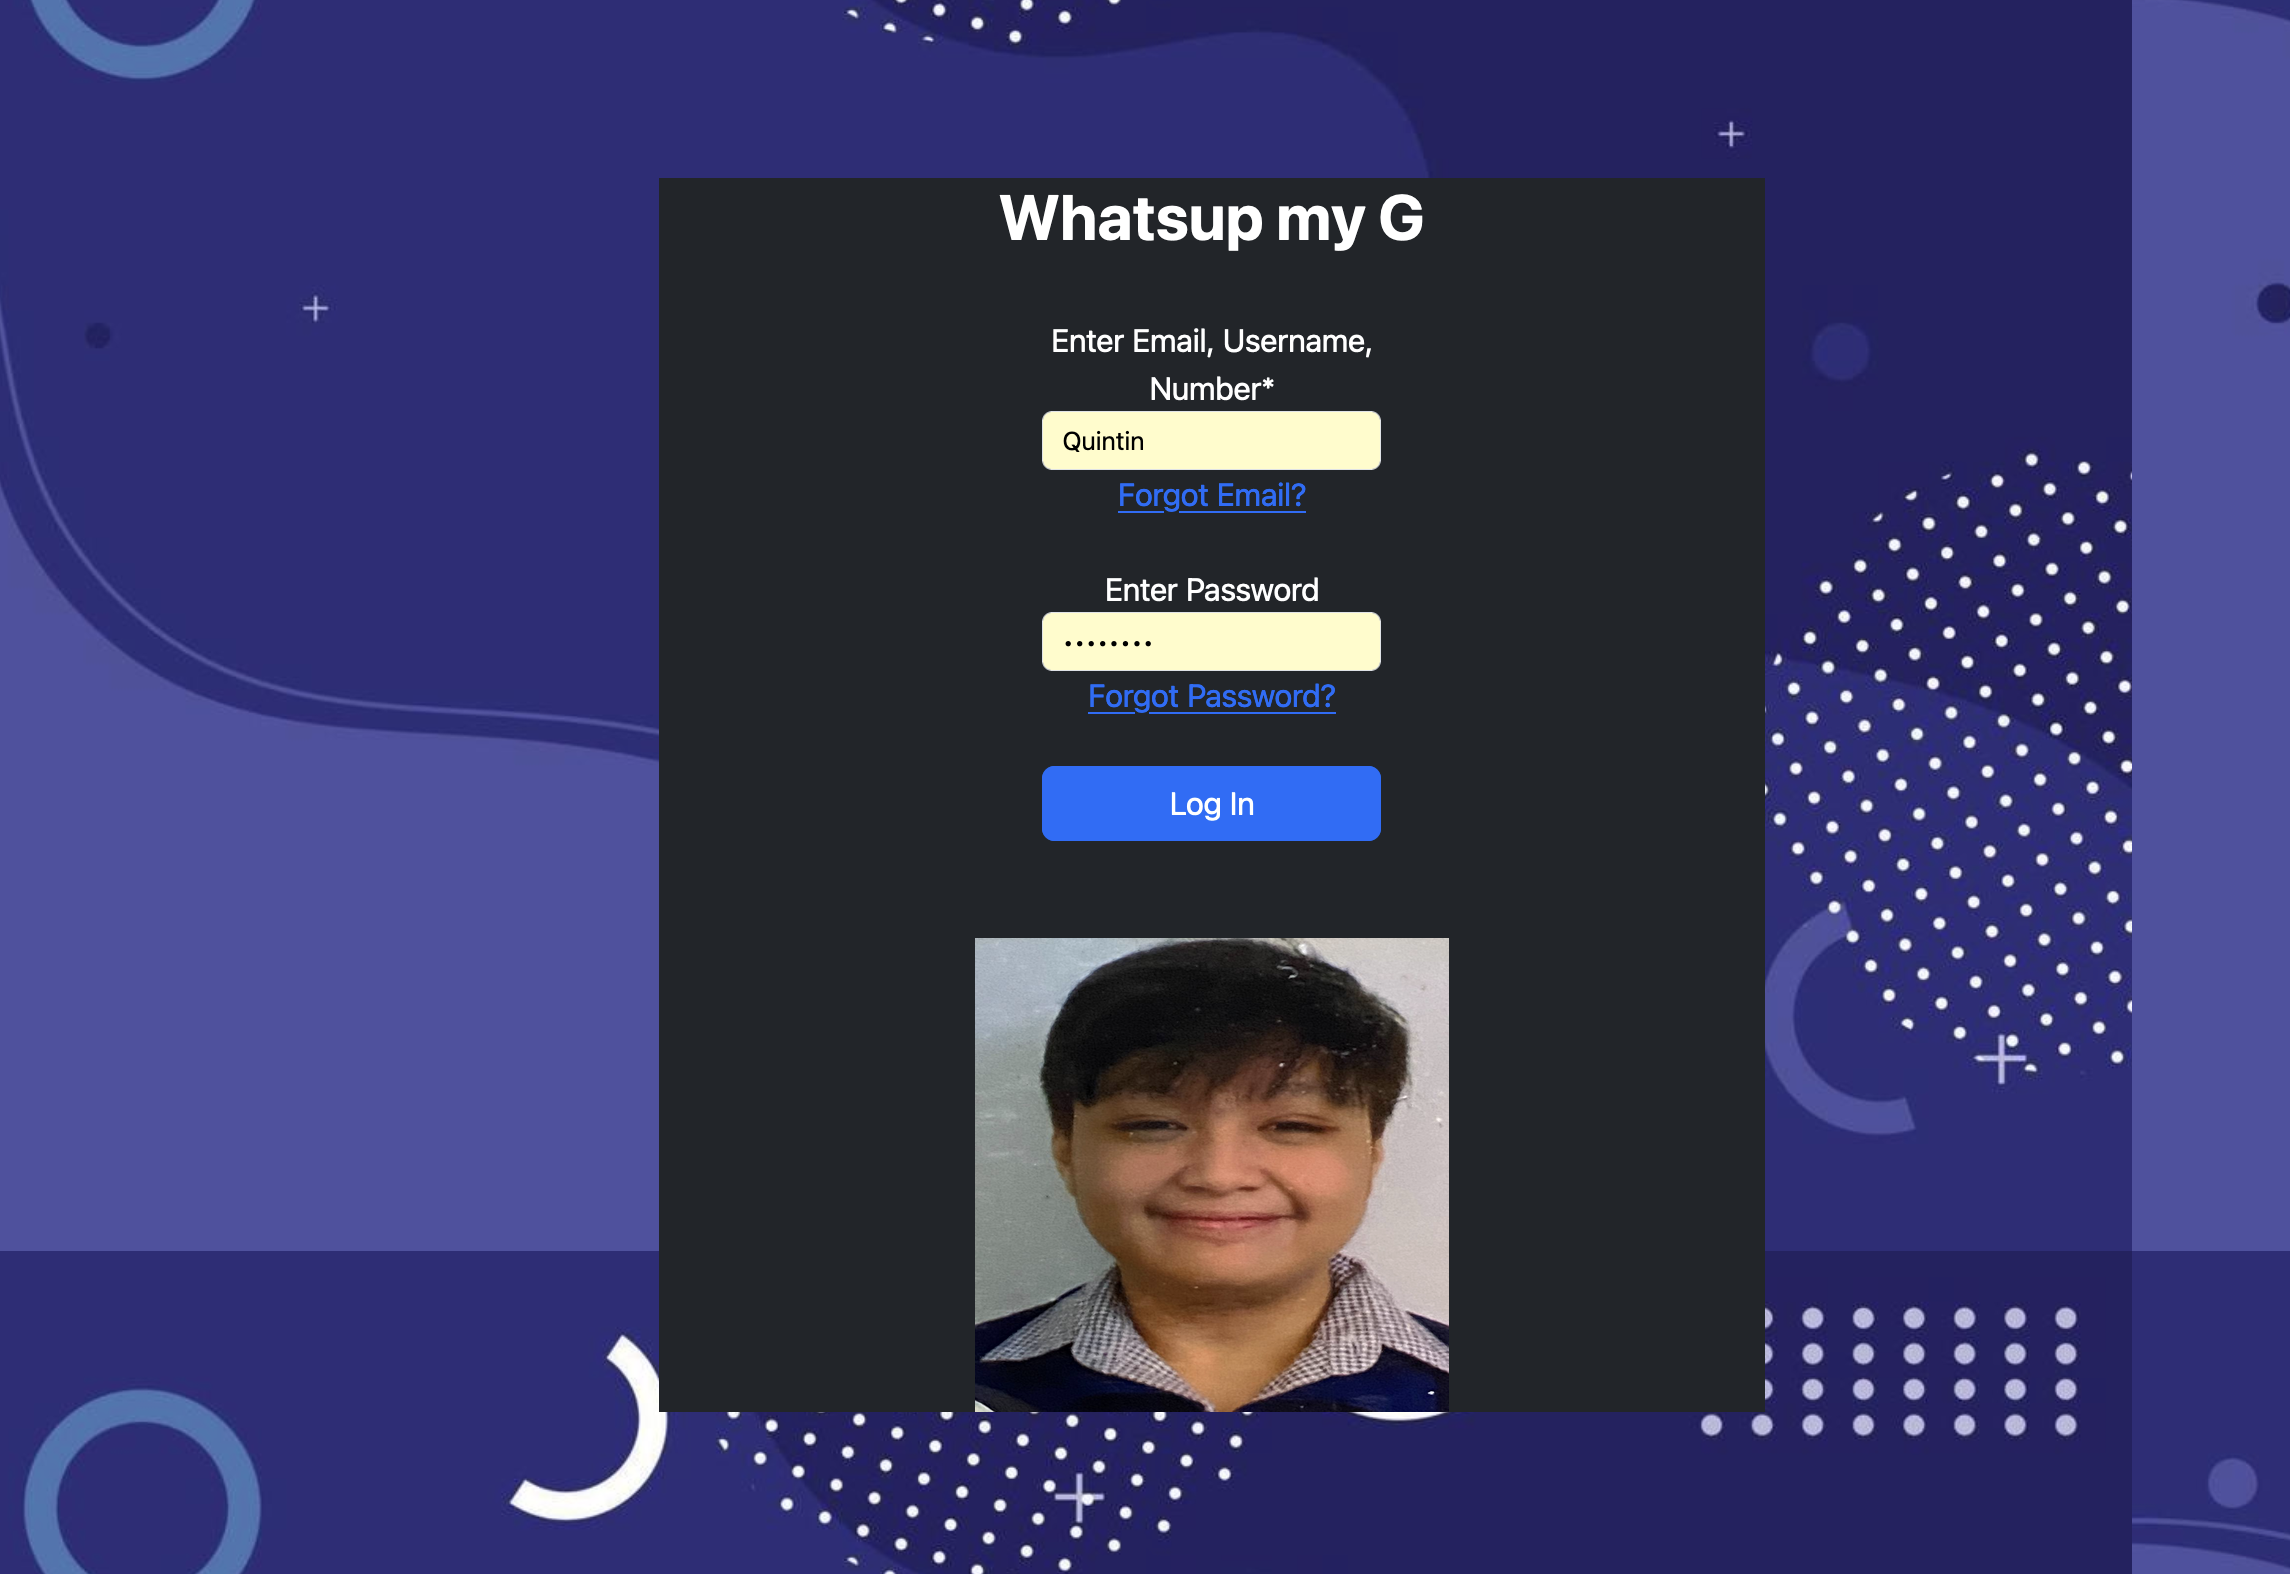 Whatsup my G
Enter Email, Username,
Number*
Quintin
Forgot Email?
Enter Password
••••••••
Forgot Password?
Log In